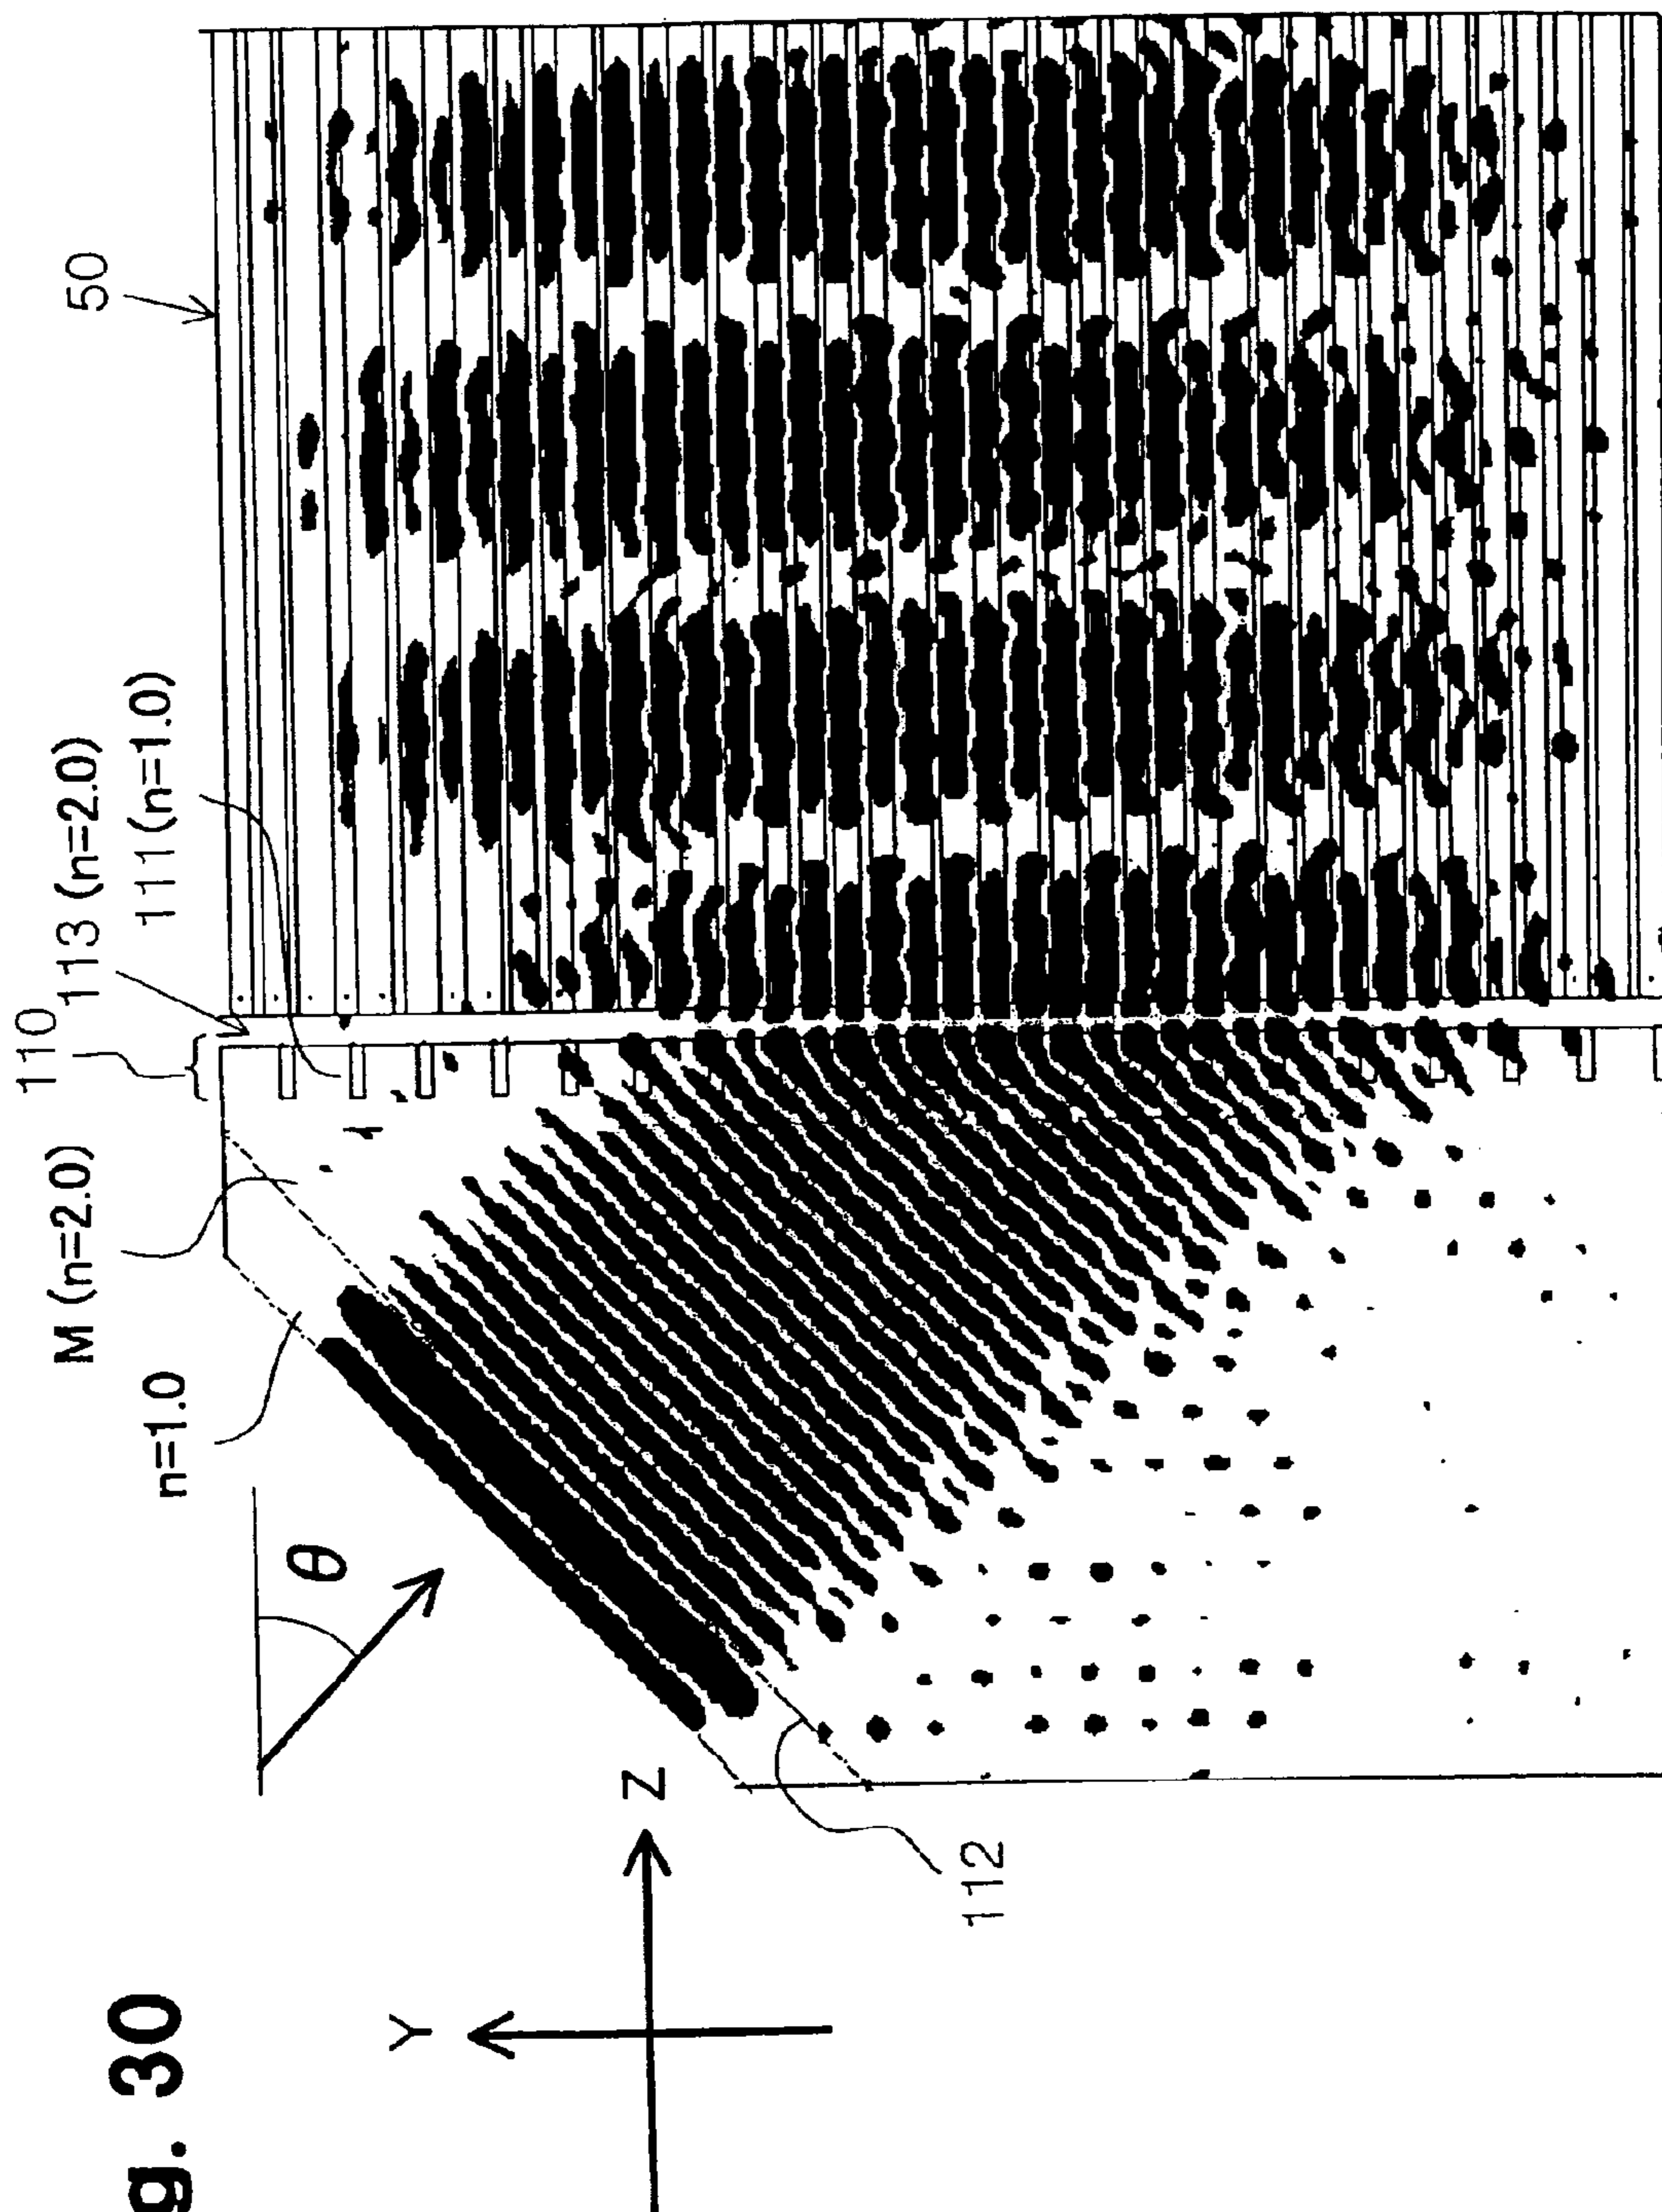 g. 30
Y
Z
θ
n=1.0
M (n=2.0)
110
113 (n=2.0)
111 (n=1.0)
50
112